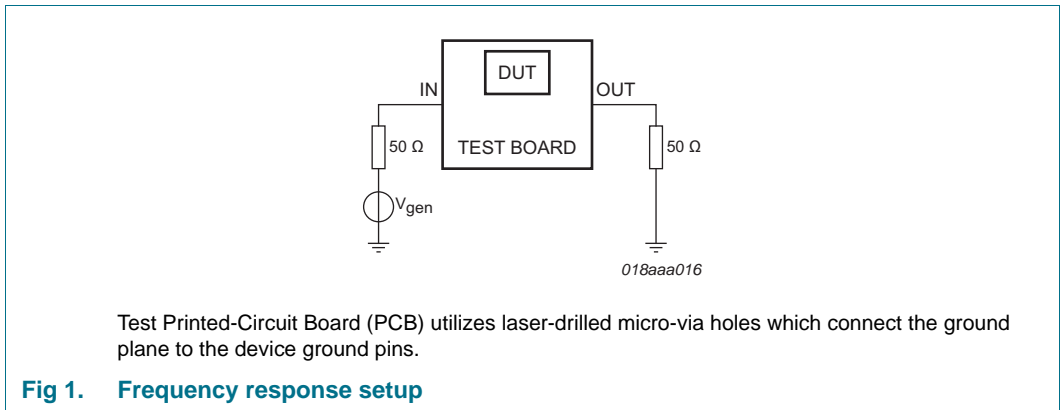 DUT
IN
OUT
50 Ω
TEST BOARD
50 Ω
Vgen
018aaa016
Test Printed-Circuit Board (PCB) utilizes laser-drilled micro-via holes which connect the ground
plane to the device ground pins.
Fig 1. Frequency response setup